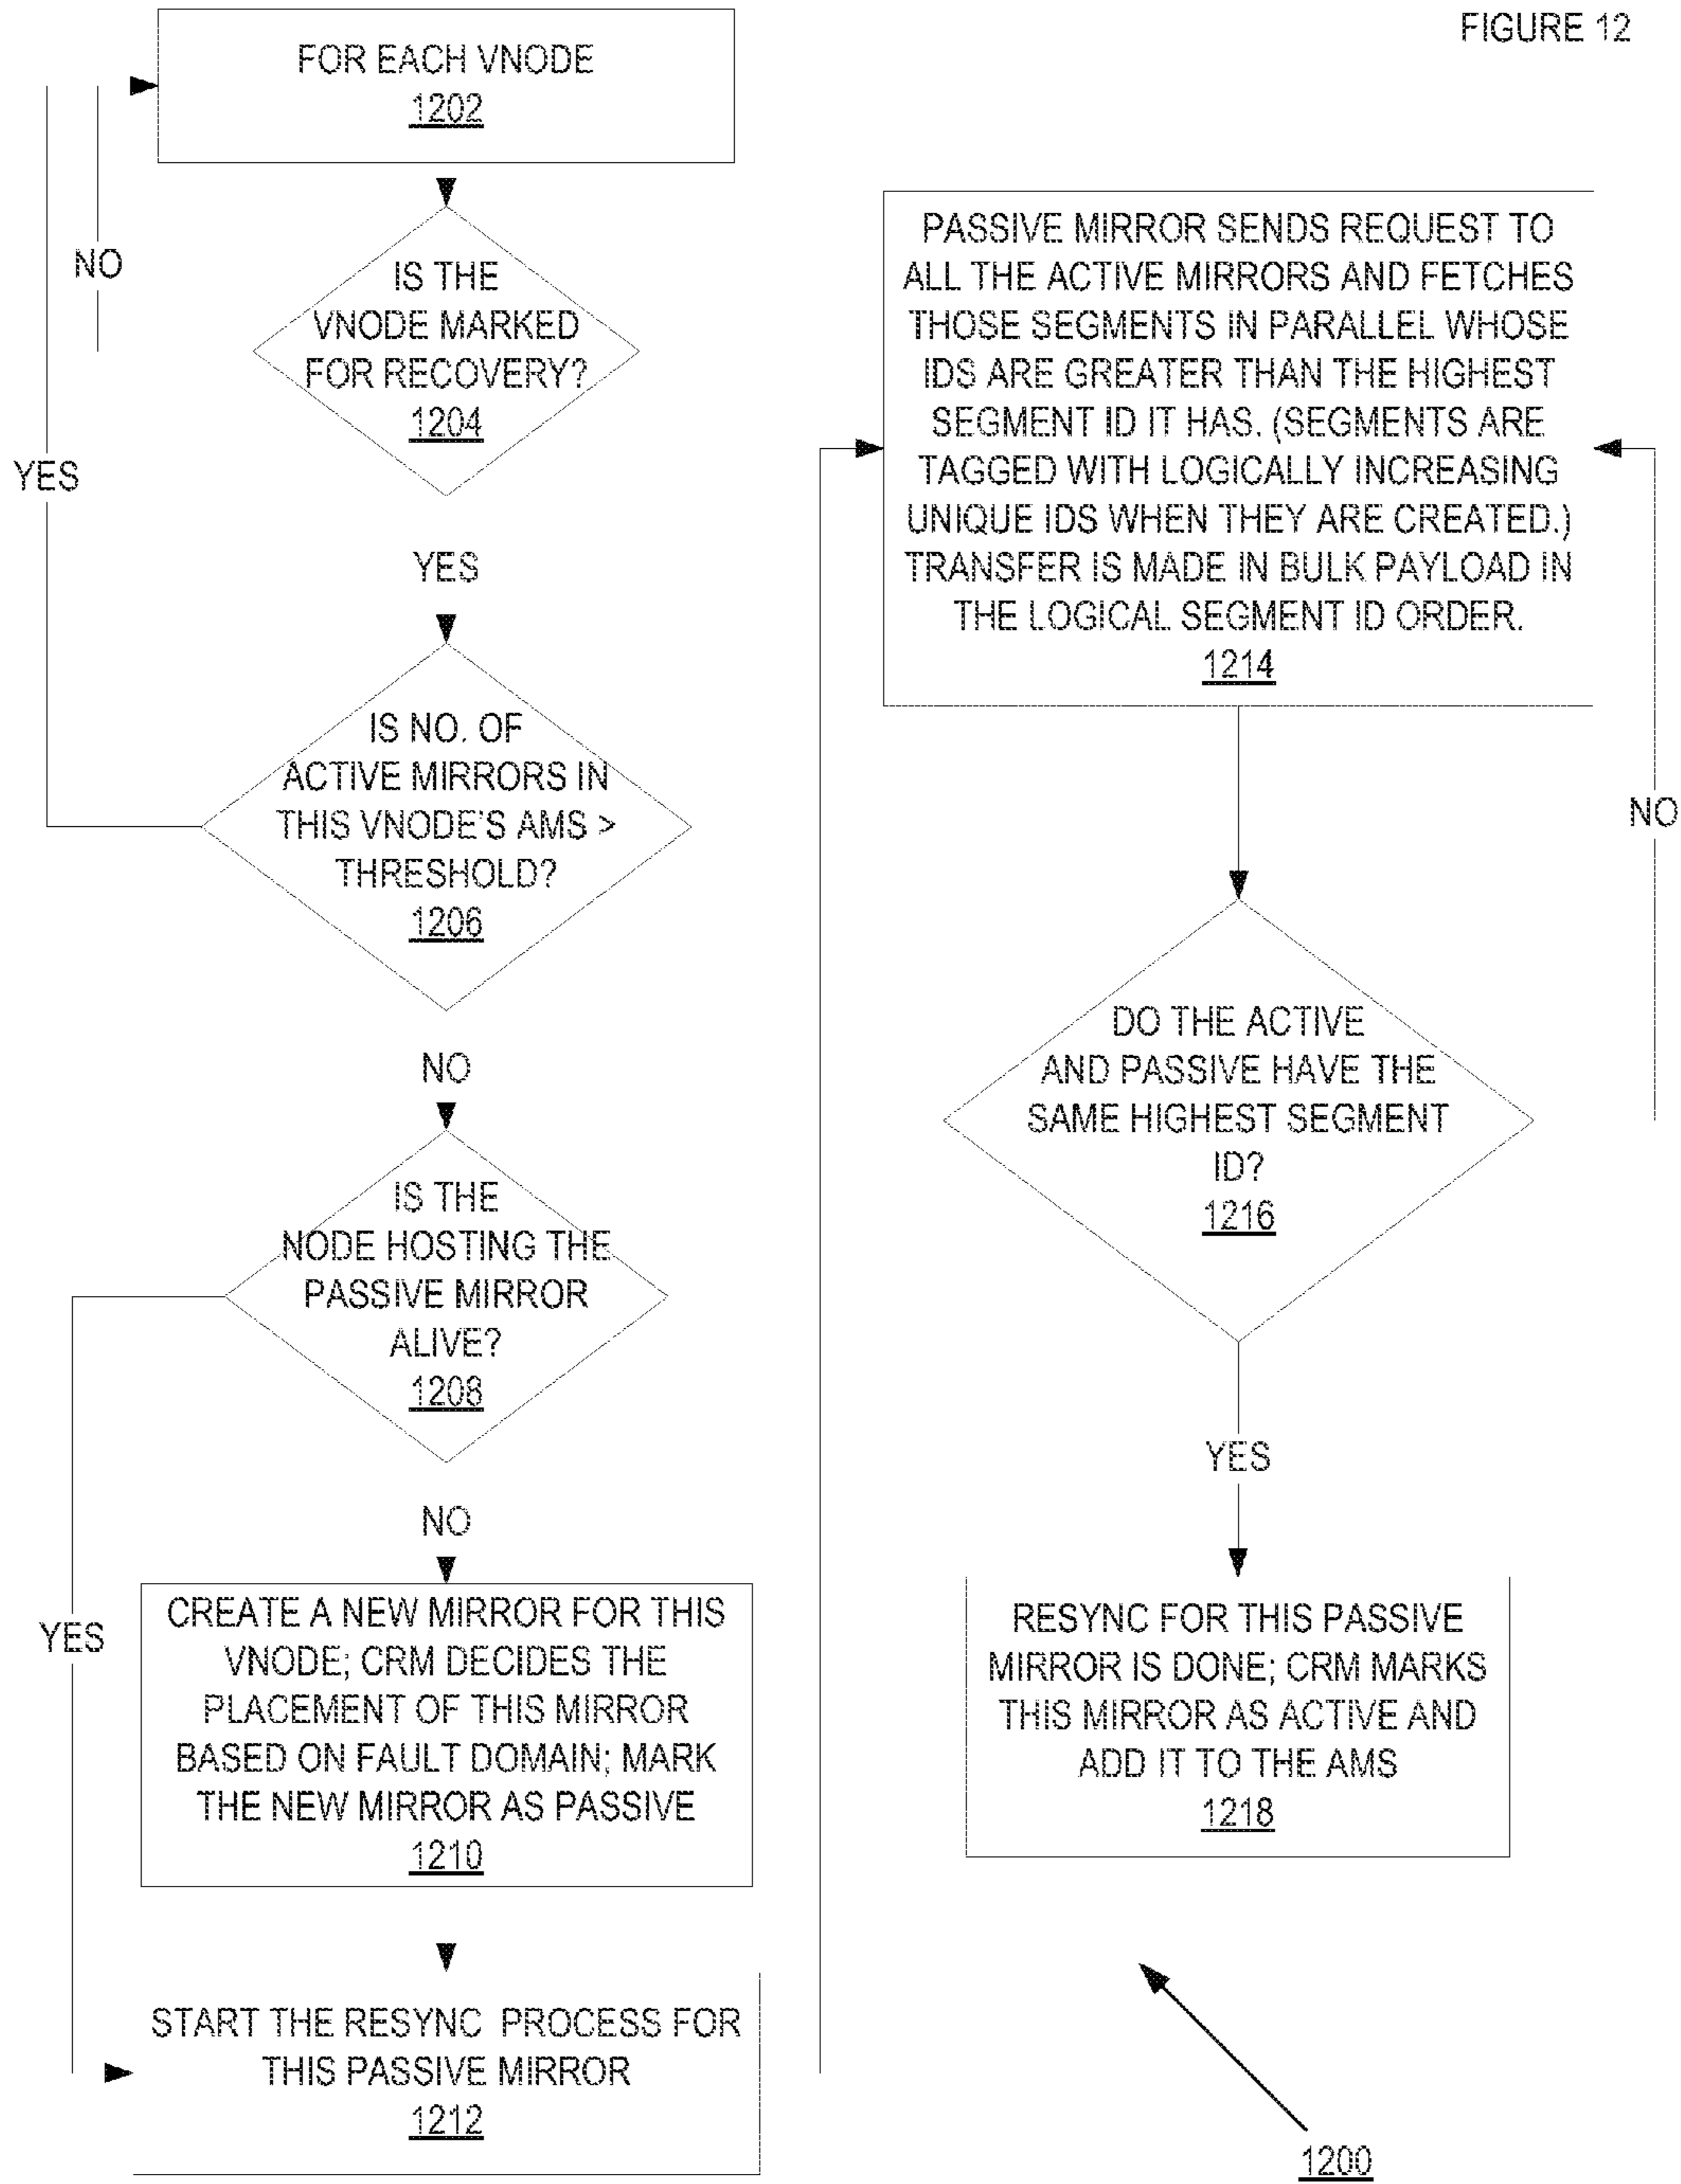 FIGURE 12
FOR EACH VNODE
1202
NO
IS THE
VNODE MARKED
FOR RECOVERY?
1204
YES
YES
IS NO. OF
ACTIVE MIRRORS IN
THIS VNODE'S AMS >
THRESHOLD?
1206
NO
IS THE
NODE HOSTING THE
PASSIVE MIRROR
ALIVE?
1208
NO
YES
CREATE A NEW MIRROR FOR THIS
VNODE; CRM DECIDES THE
PLACEMENT OF THIS MIRROR
BASED ON FAULT DOMAIN; MARK
THE NEW MIRROR AS PASSIVE
1210
START THE RESYNC PROCESS FOR
THIS PASSIVE MIRROR
1212
PASSIVE MIRROR SENDS REQUEST TO
ALL THE ACTIVE MIRRORS AND FETCHES
THOSE SEGMENTS IN PARALLEL WHOSE
IDS ARE GREATER THAN THE HIGHEST
SEGMENT ID IT HAS. (SEGMENTS ARE
TAGGED WITH LOGICALLY INCREASING
UNIQUE IDS WHEN THEY ARE CREATED.)
TRANSFER IS MADE IN BULK PAYLOAD IN
THE LOGICAL SEGMENT ID ORDER.
1214
NO
DO THE ACTIVE
AND PASSIVE HAVE THE
SAME HIGHEST SEGMENT
ID?
1216
YES
RESYNC FOR THIS PASSIVE
MIRROR IS DONE; CRM MARKS
THIS MIRROR AS ACTIVE AND
ADD IT TO THE AMS
1218
1200